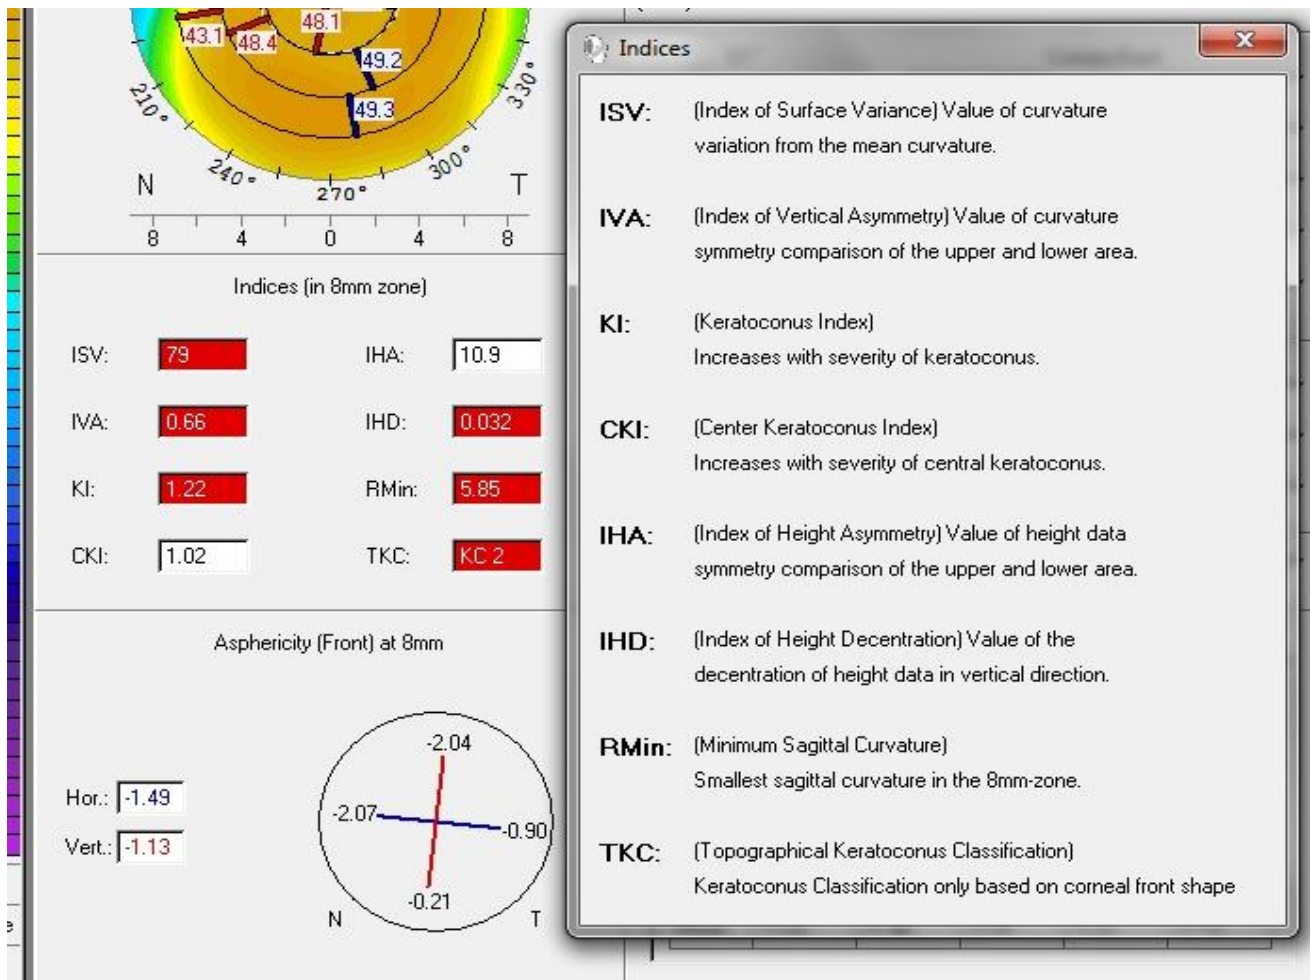 48.1
43.1
48.4
49.2
49.3
210°
240°
270°
300°
330°
N
T
8 4 0 4 8
Indices (in 8mm zone)
ISV: 79 IHA: 10.9
IVA: 0.66 IHD: 0.032
KI: 1.22 RMin: 5.85
CKI: 1.02 TKC: KC 2
Asphericity (Front) at 8mm
-2.04
Hor.: -1.49
-2.07
-0.90
Vert.: -1.13
-0.21
N
T
Indices
ISV: (Index of Surface Variance) Value of curvature
variation from the mean curvature.
IVA: (Index of Vertical Asymmetry) Value of curvature
symmetry comparison of the upper and lower area.
KI: (Keratoconus Index)
Increases with severity of keratoconus.
CKI: (Center Keratoconus Index)
Increases with severity of central keratoconus.
IHA: (Index of Height Asymmetry) Value of height data
symmetry comparison of the upper and lower area.
IHD: (Index of Height Decentration) Value of the
decentration of height data in vertical direction.
RMin: (Minimum Sagittal Curvature)
Smallest sagittal curvature in the 8mm-zone.
TKC: (Topographical Keratoconus Classification)
Keratoconus Classification only based on corneal front shape